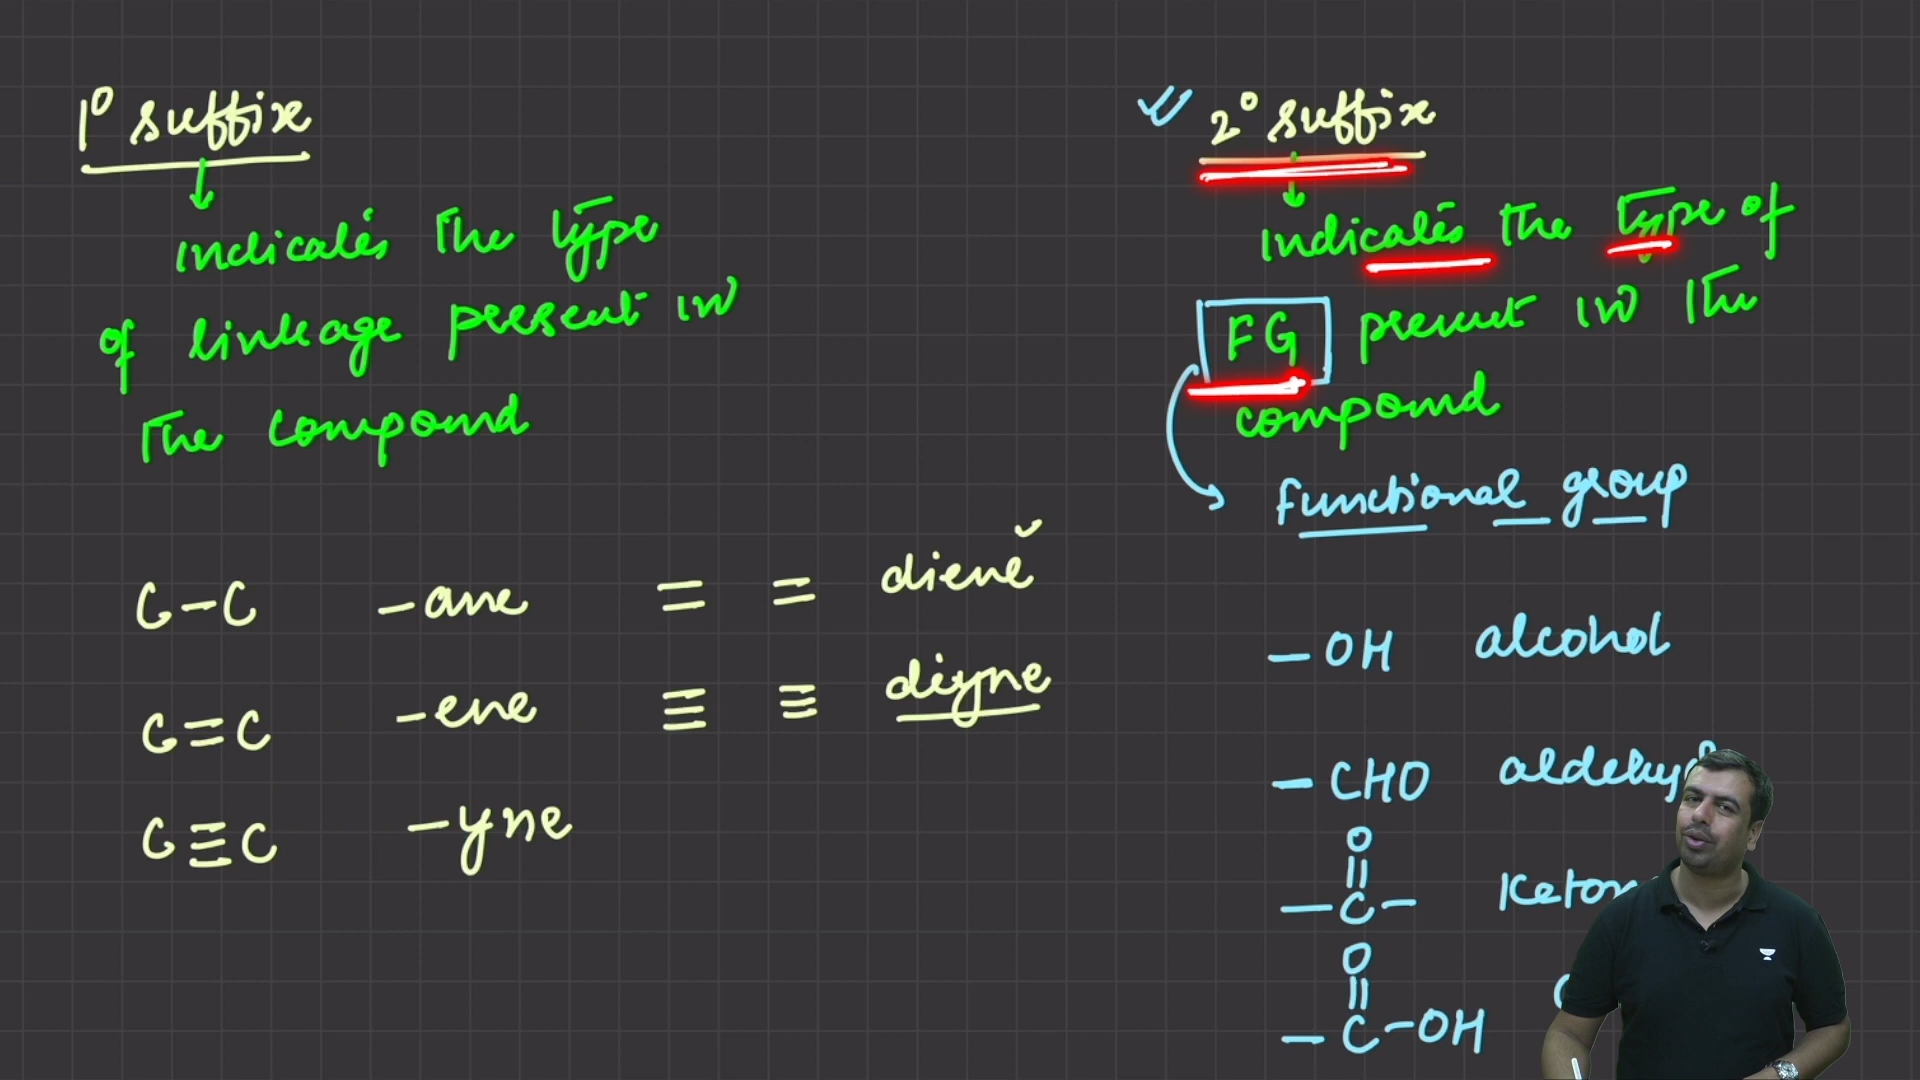 1° suffix
indicates the type
of linkage present in
the compound
C-C -ane = = diene
C=C -ene ≡ ≡ diyne
C≡C -yne
2° suffix
indicates the type of
FG present in the
compound
functional group
-OH alcohol
-CHO
O
||
-C-
O
||
-C-OH